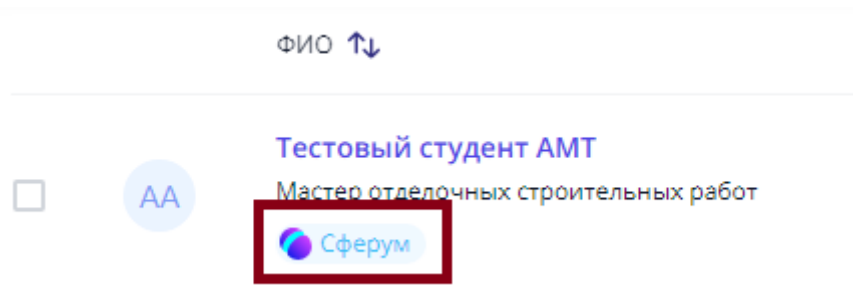 ФИО
Тестовый студент АМТ
АА
Мастер отделочных строительных работ
Сферум